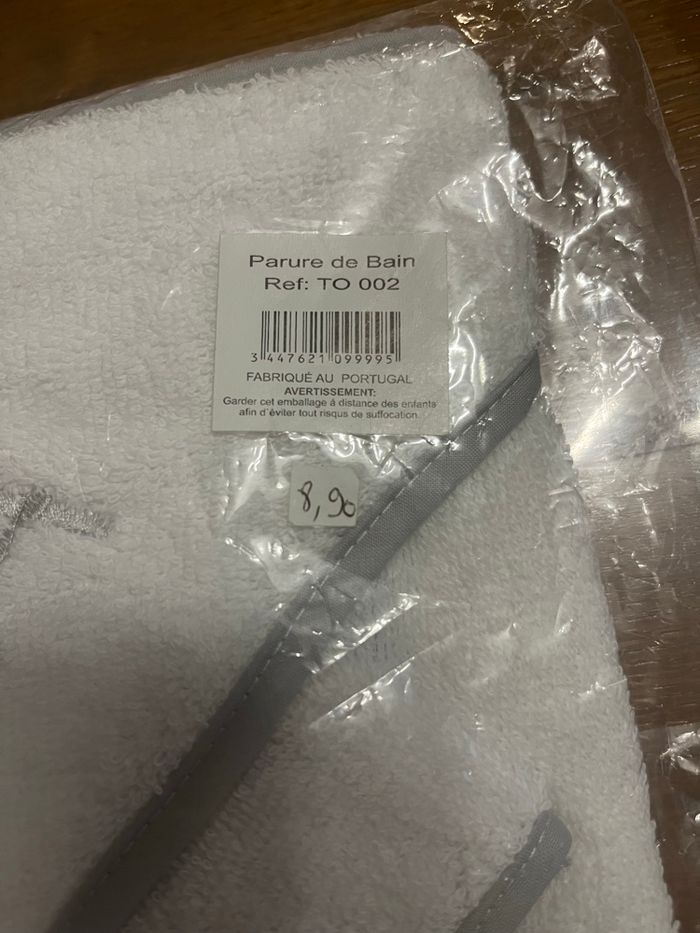 Parure de Bain
Ref: TO 002
3 447621 099995
FABRIQUÉ AU PORTUGAL
AVERTISSEMENT:
Garder cet emballage à distance des enfants
afin d´éviter tout risqus de suffocation.
8,90